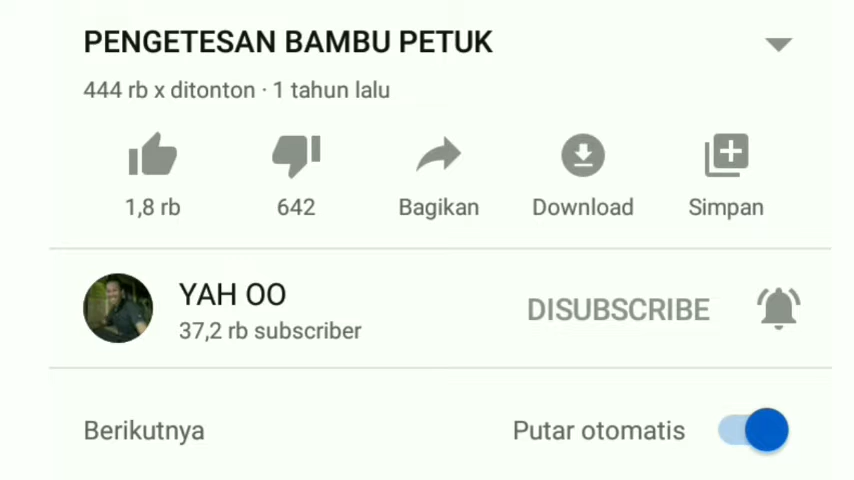 PENGETESAN BAMBU PETUK
444 rb x ditonton · 1 tahun lalu
1,8 rb 642 Bagikan Download Simpan
YAH OO
37,2 rb subscriber
DISUBSCRIBE
Berikutnya Putar otomatis